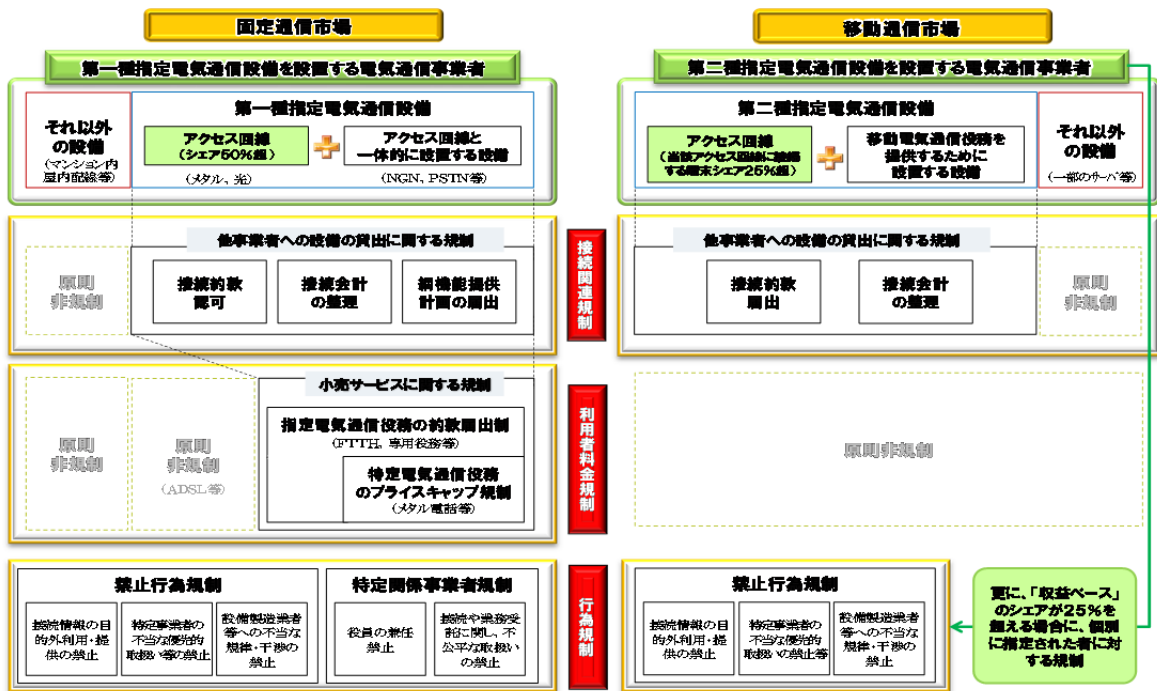 固定通信市場
移動通信市場
第一種指定電気通信設備を設置する電気通信事業者
第二種指定電気通信設備を設置する電気通信事業者
それ以外
の設備
(マンション内
屋内配線等)
第一種指定電気通信設備
アクセス回線
(シェア50%超)
アクセス回線と
一体的に設置する設備
(メタル、光)
(NGN、PSTN等)
第二種指定電気通信設備
アクセス回線
(当該アクセス回線に接続
する端末シェア25%超)
移動電気通信役務を
提供するために
設置する設備
それ以外
の設備
(一部のサーバ等)
他事業者への設備の貸出に関する規制
原則
非規制
接続約款
認可
接続会計
の整理
網機能提供
計画の届出
接続関連規制
他事業者への設備の貸出に関する規制
接続約款
届出
接続会計
の整理
原則
非規制
小売サービスに関する規制
原則
非規制
原則
非規制
(ADSL等)
指定電気通信役務の約款届出制
(FTTH、専用役務等)
特定電気通信役務
のプライスキャップ規制
(メタル電話等)
利用者料金規制
原則非規制
禁止行為規制
接続情報の目
的外利用・提
供の禁止
特定事業者の
不当な優先的
取扱い等の禁止
設備製造業者
等への不当な
規律・干渉の
禁止
特定関係事業者規制
役員の兼任
禁止
接続や業務受
託に関し、不
公平な取扱い
の禁止
行為規制
禁止行為規制
接続情報の目
的外利用・提
供の禁止
特定事業者の
不当な優先的
取扱いの禁止等
設備製造業者
等への不当な
規律・干渉の
禁止
更に、「収益ベース」
のシェアが25%を
超える場合に、個別
に指定された者に対
する規制